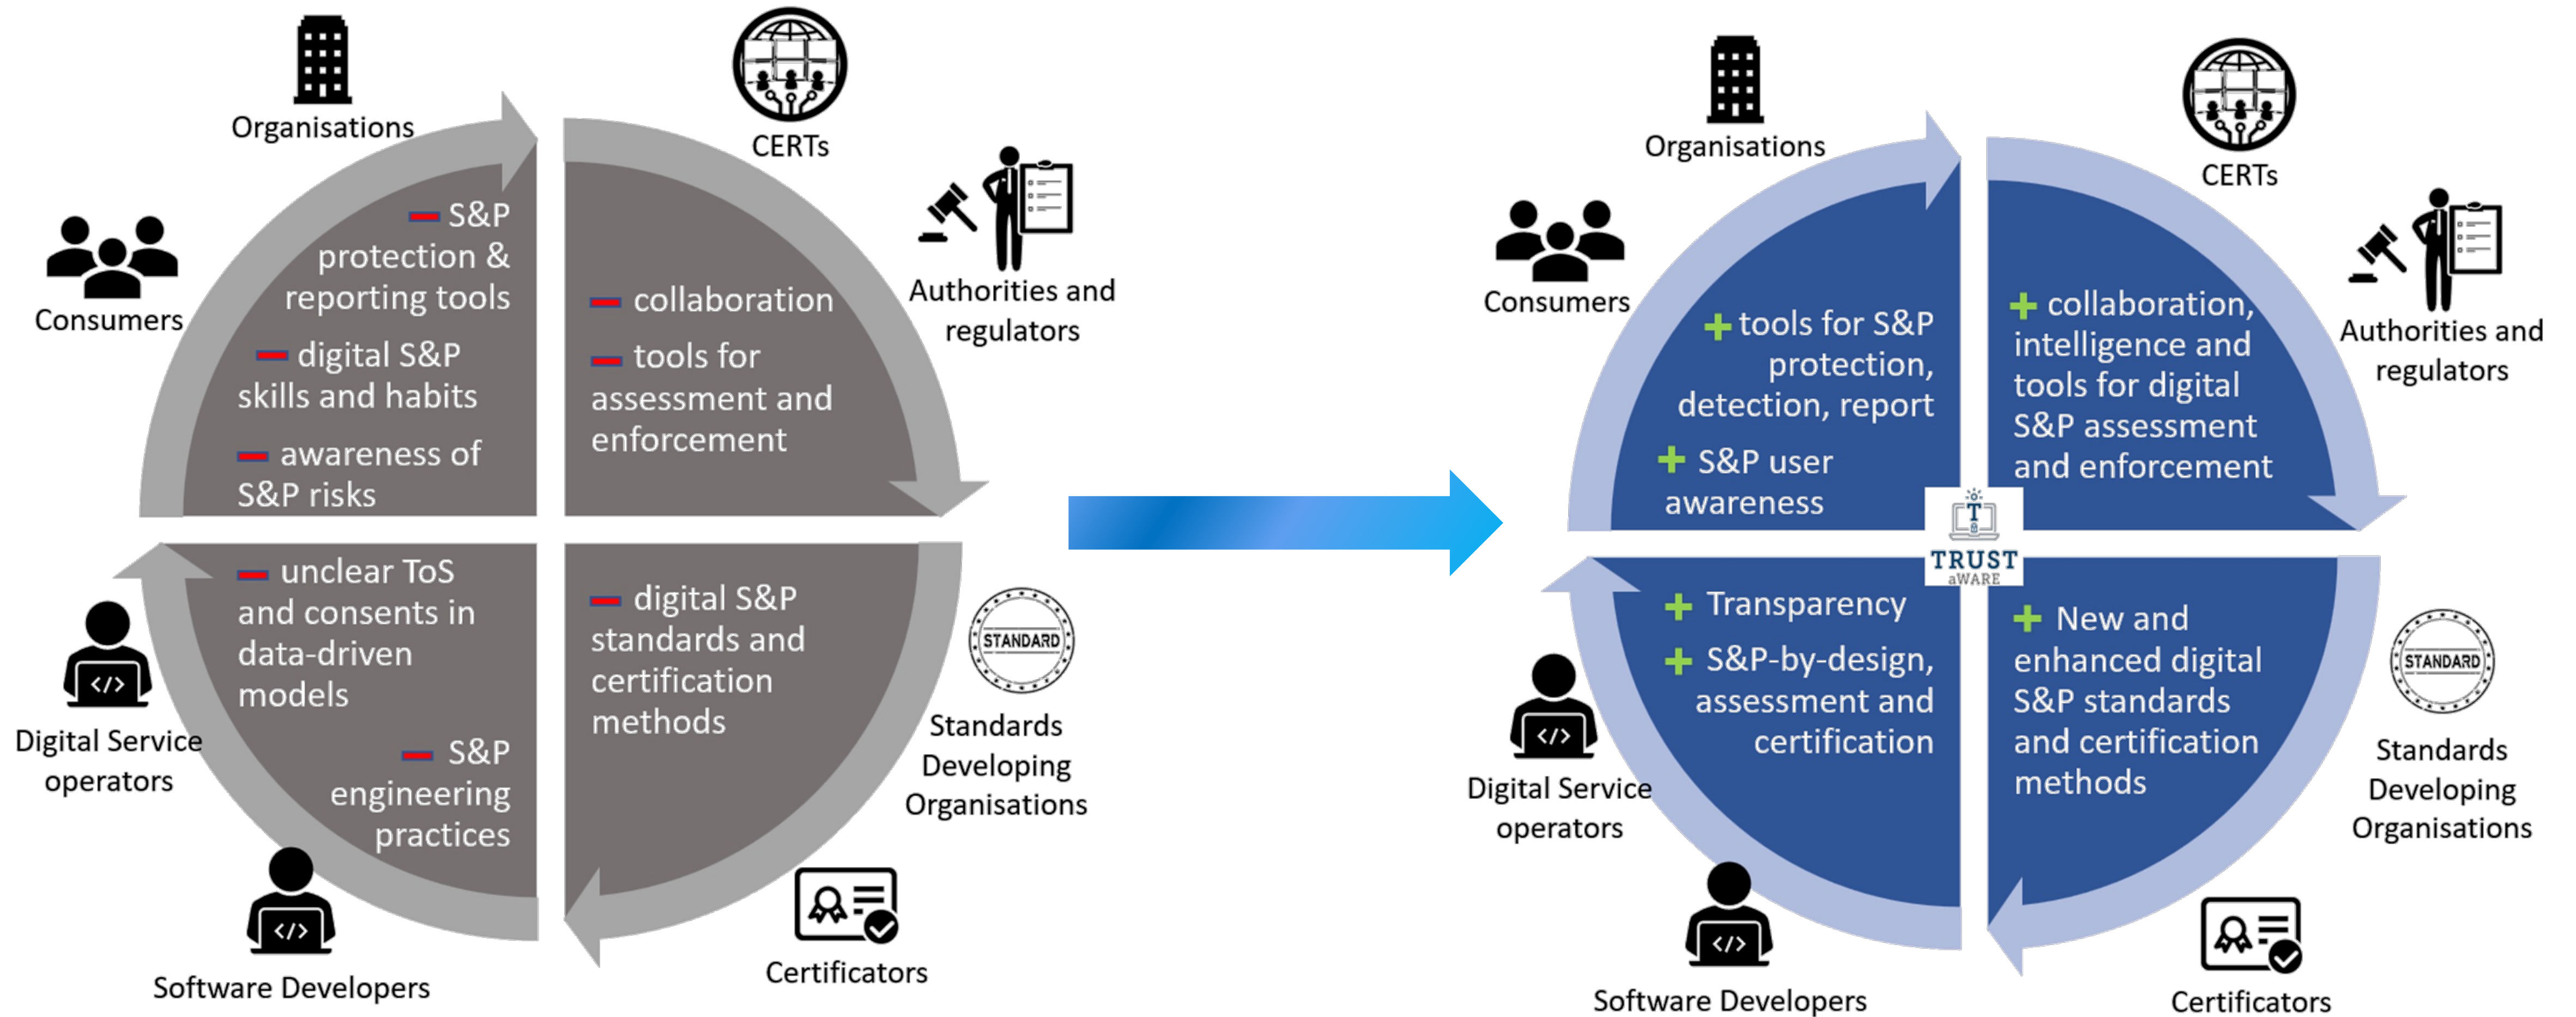 Organisations
CERTs
Consumers
Authorities and
regulators
S&P
protection &
reporting tools
digital S&P
skills and habits
awareness of
S&P risks
collaboration
tools for
assessment and
enforcement
unclear ToS
and consents in
data-driven
models
S&P
engineering
practices
digital S&P
standards and
certification
methods
STANDARD
Standards
Developing
Organisations
</>
Digital Service
operators
</>
Software Developers
Certificators
Organisations
CERTs
Consumers
Authorities and
regulators
+ tools for S&P
protection,
detection, report
+ S&P user
awareness
+ collaboration,
intelligence and
tools for digital
S&P assessment
and enforcement
T
TRUST
aWARE
+ Transparency
+ S&P-by-design,
assessment and
certification
+ New and
enhanced digital
S&P standards
and certification
methods
STANDARD
Standards
Developing
Organisations
</>
Digital Service
operators
</>
Software Developers
Certificators